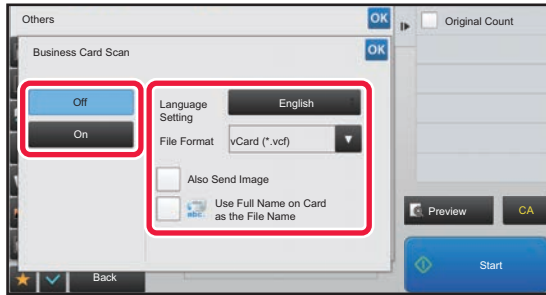 Others
OK
Original Count
Business Card Scan
OK
Off
On
Language
Setting
English
File Format
vCard (*.vcf)
Also Send Image
abc
Use Full Name on Card
as the File Name
Preview
CA
Back
Start